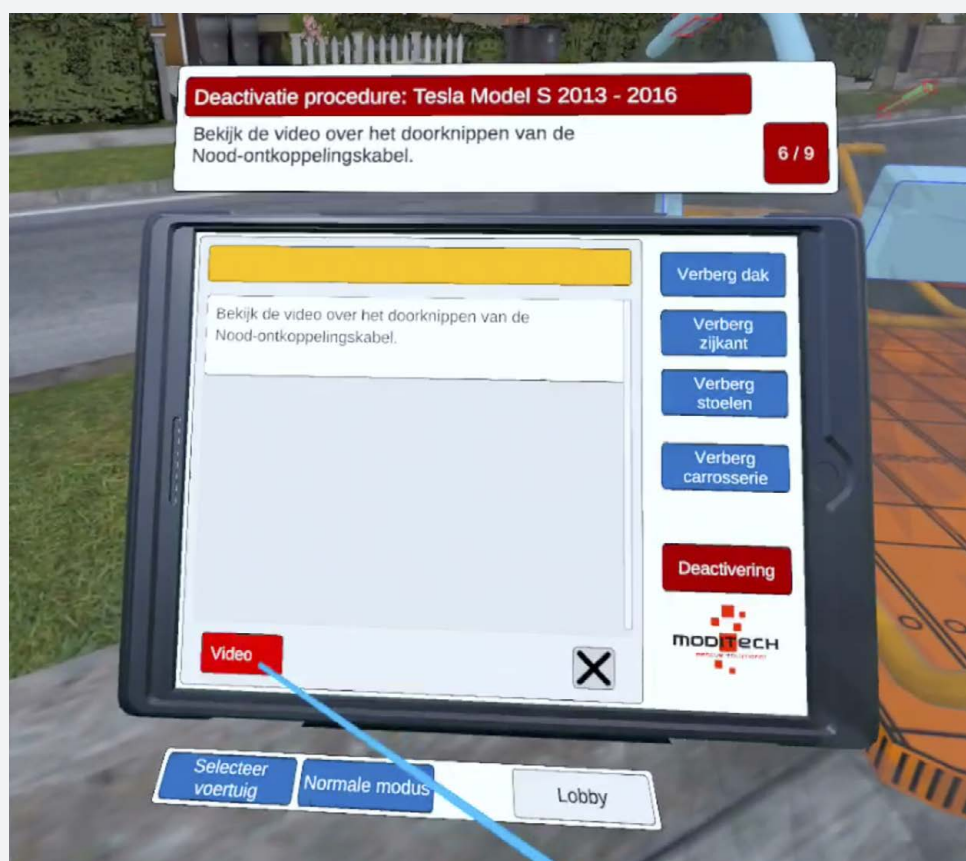 Deactivatie procedure: Tesla Model S 2013 - 2016
Bekijk de video over het doorknippen van de
Nood-ontkoppelingskabel.
6 / 9
Bekijk de video over het doorknippen van de
Nood-ontkoppelingskabel.
Verberg dak
Verberg
zijkant
Verberg
stoelen
Verberg
carrosserie
Deactivering
MODITECH
Video
Selecteer
voertuig
Normale modus
Lobby